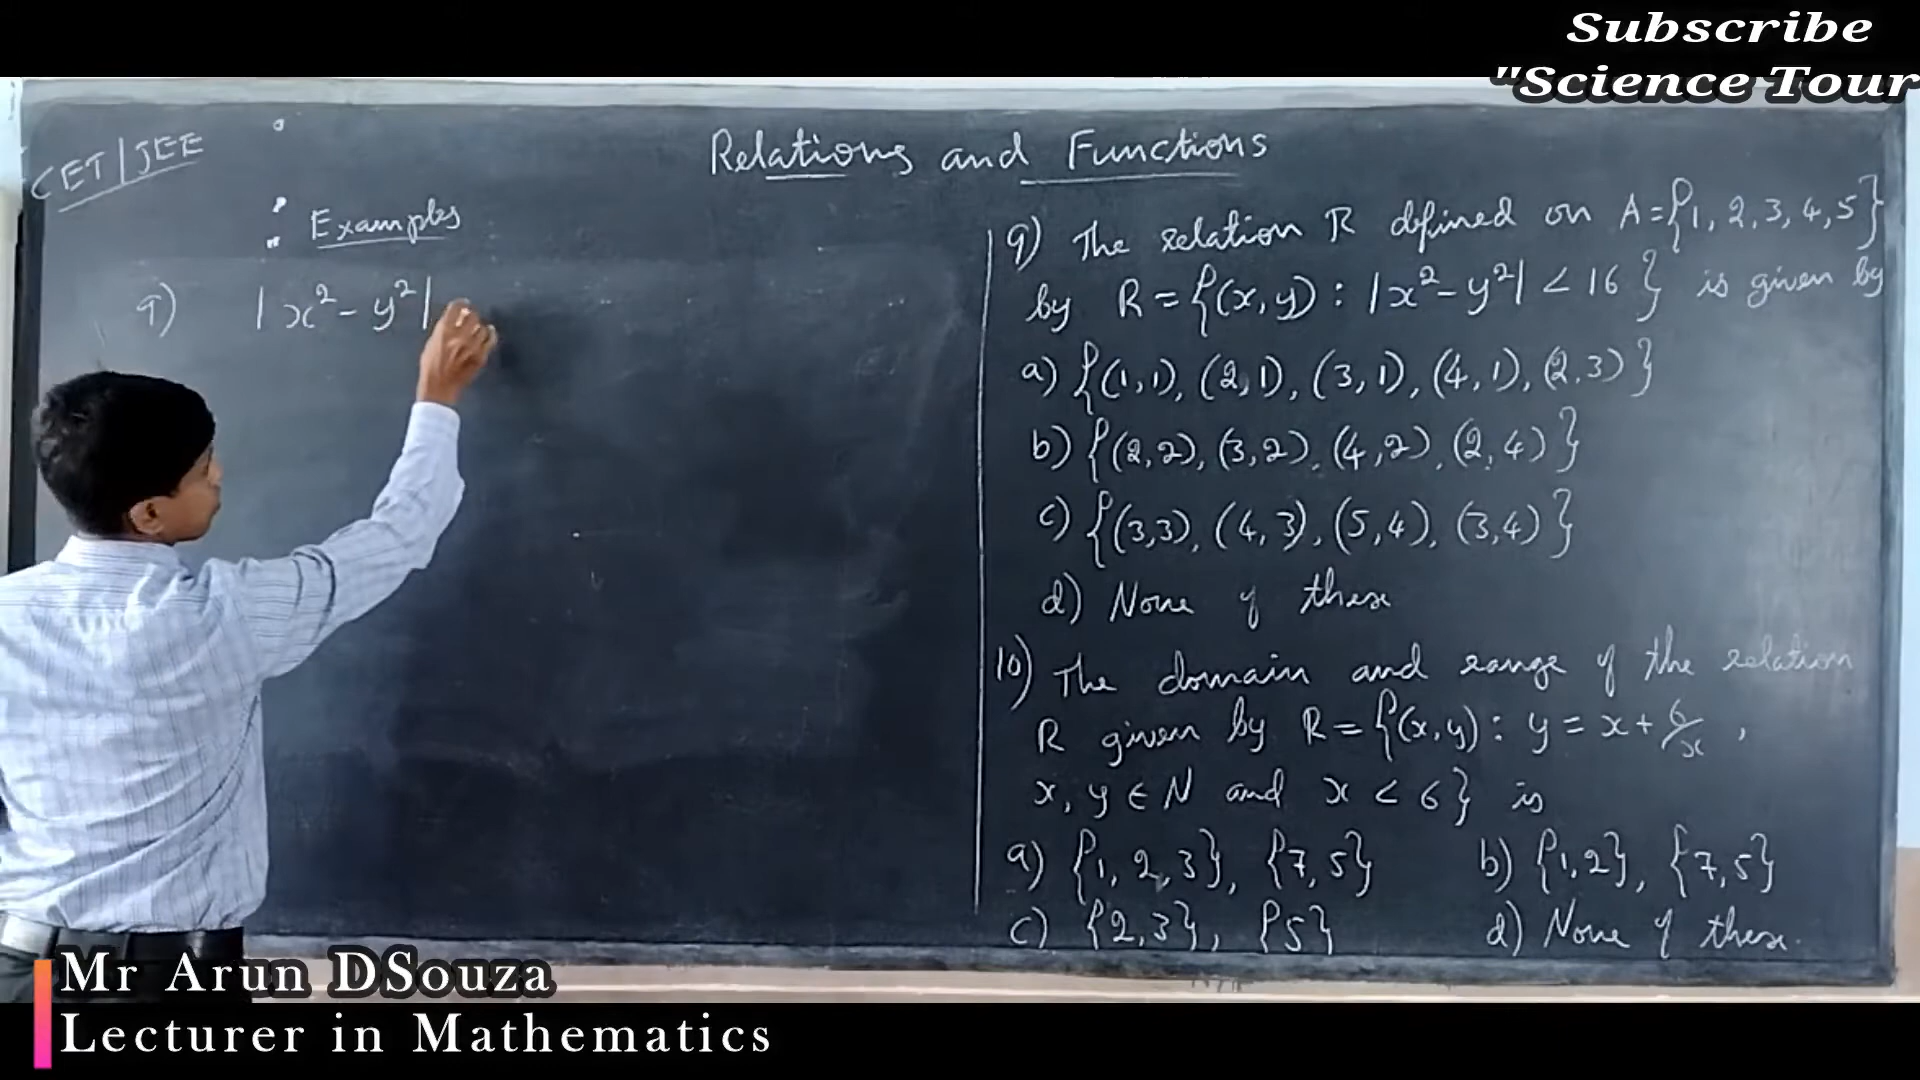 Subscribe
"Science Tour
CET/JEE
Relations and Functions
Examples
9) |x² - y²|
9) The relation R defined on A={1, 2, 3, 4, 5}
by R = {(x, y) : |x² - y²| < 16} is given by
a) {(1,1), (2,1), (3,1), (4,1), (2,3)}
b) {(2,2), (3,2), (4,2), (2,4)}
c) {(3,3), (4,3), (5,4), (3,4)}
d) None of these
10) The domain and range of the relation
R given by R = {(x, y) : y = x + 6/x ,
x, y ∈ N and x < 6} is
a) {1, 2, 3}, {7, 5} b) {1,2}, {7,5}
c) {2,3}, {5} d) None of these.
Mr Arun DSouza
Lecturer in Mathematics